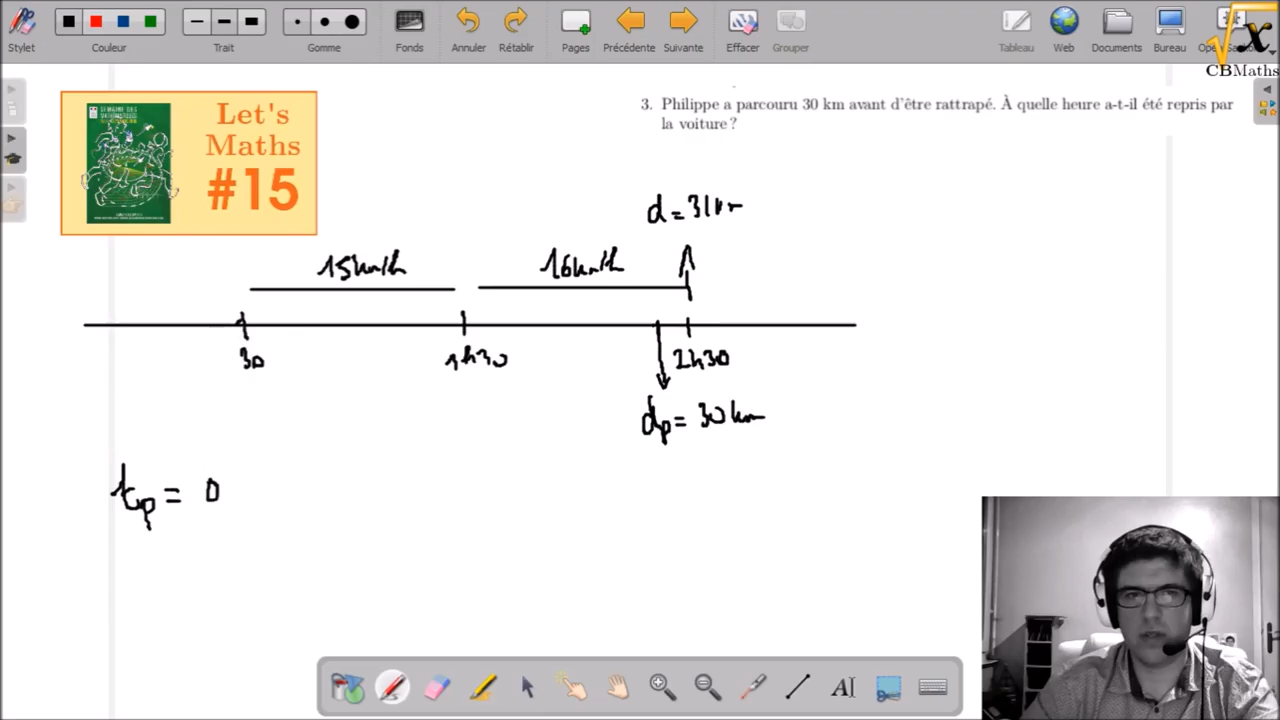 Stylet
Couleur
Trait
Gomme
Fonds
Annuler
Rétablir
Pages
Précédente
Suivante
Effacer
Grouper
Tableau
Web
Documents
Bureau
CBMaths
Let's
Maths
#15
3. Philippe a parcouru 30 km avant d'être rattrapé. À quelle heure a-t-il été repris par
la voiture ?
d = 31km
15km/h 16km/h
30 1h30 2h30
dp = 30km
tp = 0
AI